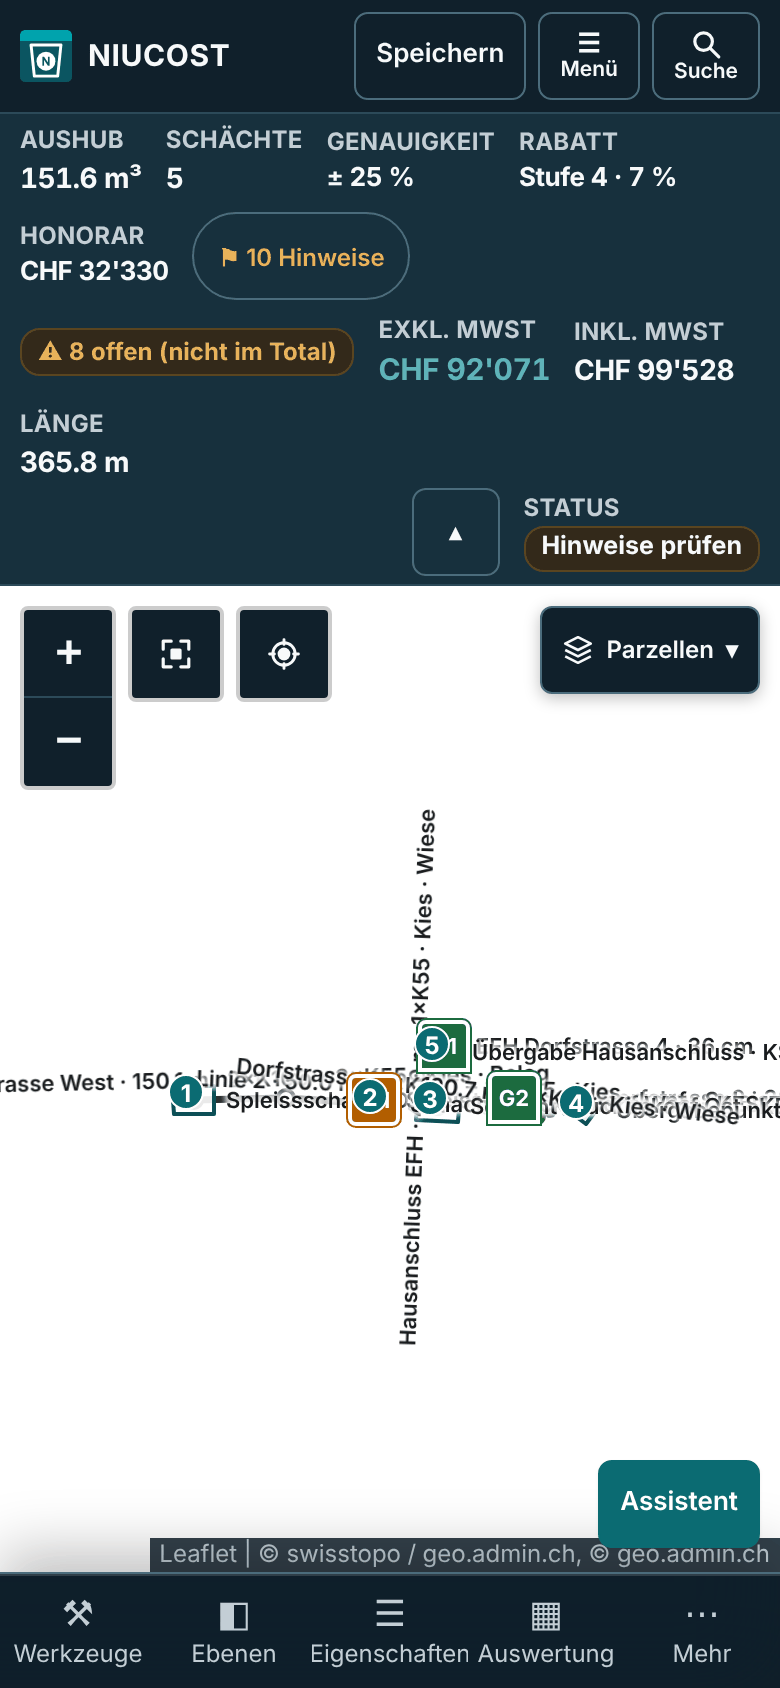 NIUCOST
Speichern
Menü
Suche
AUSHUB
151.6 m³
SCHÄCHTE
5
GENAUIGKEIT
± 25 %
RABATT
Stufe 4 · 7 %
HONORAR
CHF 32'330
10 Hinweise
8 offen (nicht im Total)
EXKL. MWST
CHF 92'071
INKL. MWST
CHF 99'528
LÄNGE
365.8 m
▲
STATUS
Hinweise prüfen
+
−
Parzellen ▾
1×K55 · Kies · Wiese
5
Übergabe Hausanschluss · 
rasse West · 150
1
2
3
G2
4
Wiese
Hausanschluss EFH ·
Assistent
Leaflet | © swisstopo / geo.admin.ch, © geo.admin.ch
Werkzeuge
Ebenen
Eigenschaften
Auswertung
Mehr